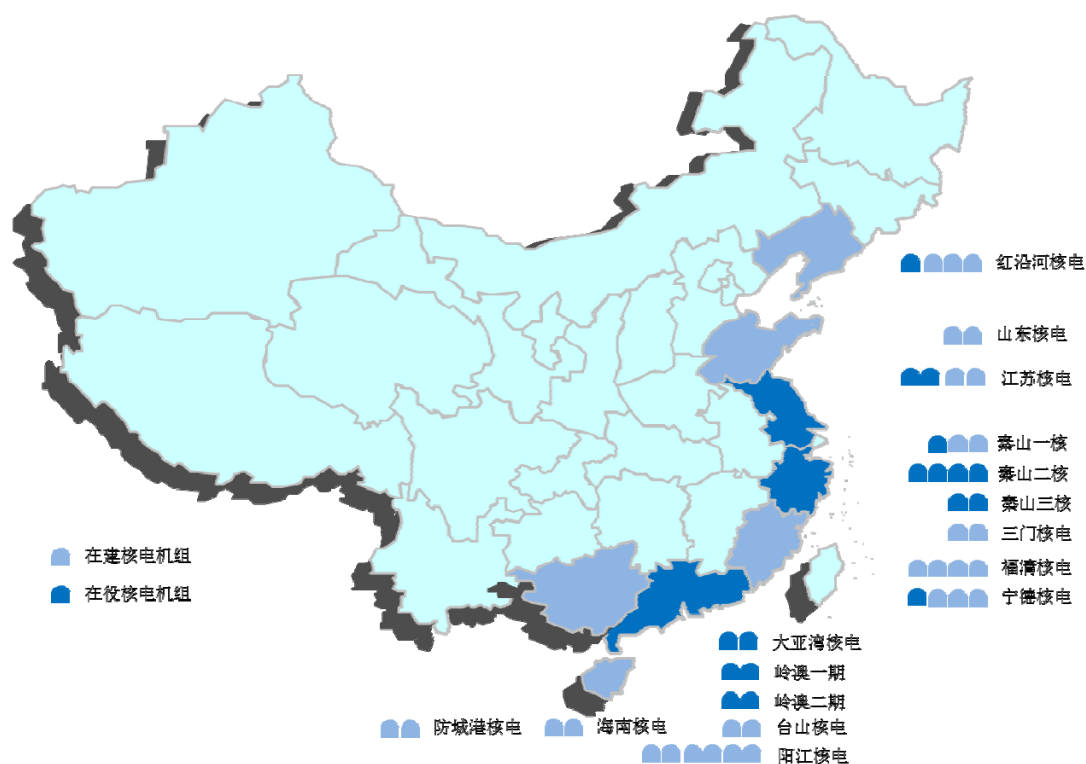 红沿河核电
山东核电
江苏核电
秦山一核
秦山二核
秦山三核
三门核电
福清核电
宁德核电
在建核电机组
在役核电机组
大亚湾核电
岭澳一期
岭澳二期
台山核电
阳江核电
防城港核电
海南核电